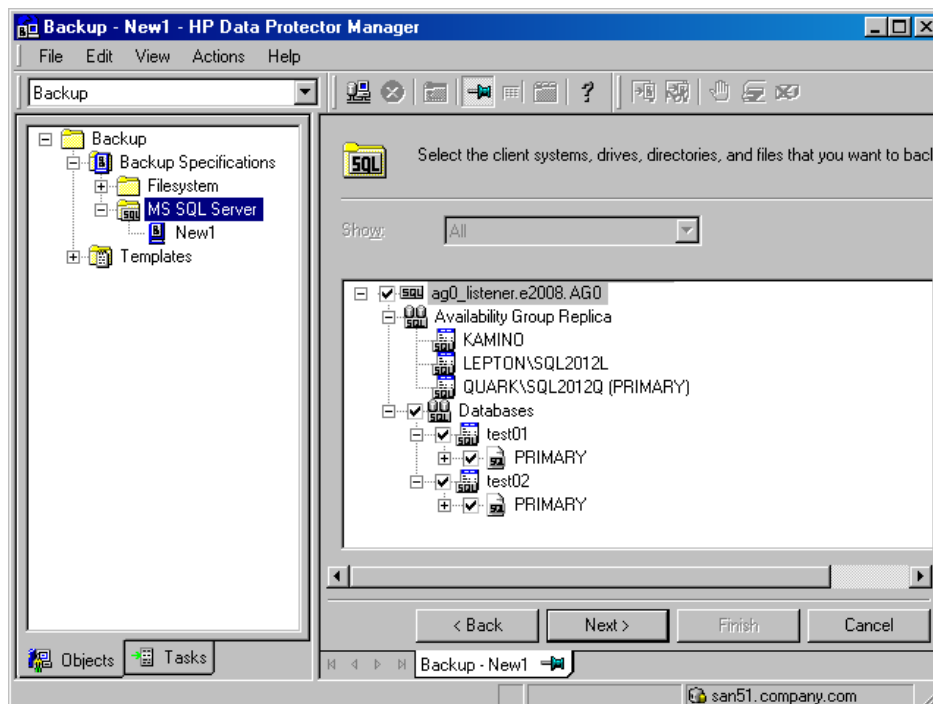 Backup - New1 - HP Data Protector Manager
File Edit View Actions Help
Backup
Backup
Backup Specifications
Filesystem
MS SQL Server
New1
Templates
Objects
Tasks
SQL
Select the client systems, drives, directories, and files that you want to bac
Show:
All
ag0_listener.e2008.AG0
Availability Group Replica
KAMINO
LEPTON\SQL2012L
QUARK\SQL2012Q (PRIMARY)
Databases
test01
PRIMARY
test02
PRIMARY
< Back
Next >
Finish
Cancel
Backup - New1
san51.company.com